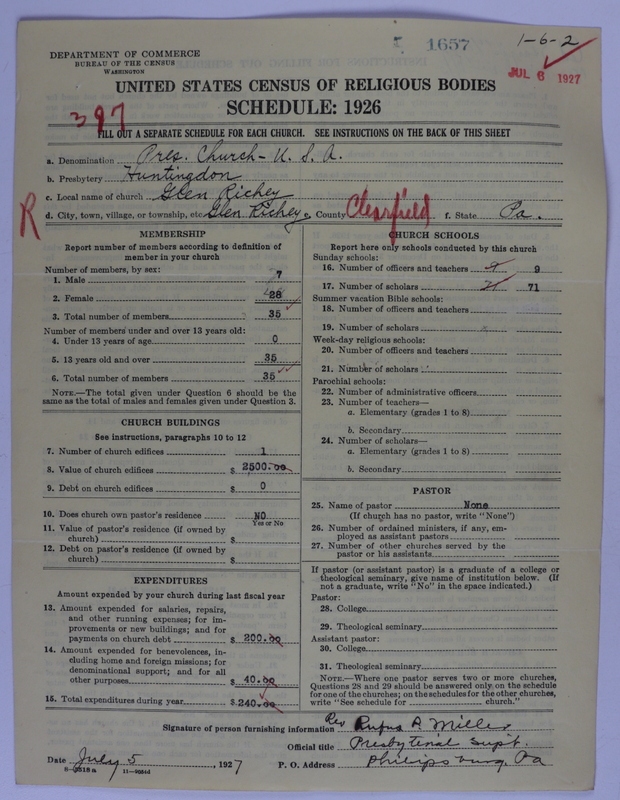 1657
1-6-2
JUL 6 1927
DEPARTMENT OF COMMERCE
BUREAU OF THE CENSUS
WASHINGTON
UNITED STATES CENSUS OF RELIGIOUS BODIES
SCHEDULE: 1926
397
FILL OUT A SEPARATE SCHEDULE FOR EACH CHURCH. SEE INSTRUCTIONS ON THE BACK OF THIS SHEET
a. Denomination Pres. Church - U. S. A.
b. Presbytery Huntingdon
c. Local name of church Glen Richey
d. City, town, village, or township, etc. Glen Richey e. County Clearfield f. State Pa.
R
MEMBERSHIP
Report number of members according to definition of
member in your church
Number of members, by sex:
1. Male 7
2. Female 28
3. Total number of members 35
Number of members under and over 13 years old:
4. Under 13 years of age 0
5. 13 years old and over 35
6. Total number of members 35
NOTE.—The total given under Question 6 should be the
same as the total of males and females given under Question 3.
CHURCH BUILDINGS
See instructions, paragraphs 10 to 12
7. Number of church edifices 1
8. Value of church edifices $ 2500.00
9. Debt on church edifices $ 0
10. Does church own pastor's residence NO
Yes or No
11. Value of pastor's residence (if owned by
church) $
12. Debt on pastor's residence (if owned by
church) $
EXPENDITURES
Amount expended by your church during last fiscal year
13. Amount expended for salaries, repairs,
and other running expenses; for im-
provements or new buildings; and for
payments on church debt $ 200.00
14. Amount expended for benevolences, in-
cluding home and foreign missions; for
denominational support; and for all
other purposes $ 40.00
15. Total expenditures during year $ 240.00
CHURCH SCHOOLS
Report here only schools conducted by this church
Sunday schools:
16. Number of officers and teachers 9
17. Number of scholars 71
Summer vacation Bible schools:
18. Number of officers and teachers
19. Number of scholars
Week-day religious schools:
20. Number of officers and teachers
21. Number of scholars
Parochial schools:
22. Number of administrative officers
23. Number of teachers—
a. Elementary (grades 1 to 8)
b. Secondary
24. Number of scholars—
a. Elementary (grades 1 to 8)
b. Secondary
PASTOR
25. Name of pastor None
(If church has no pastor, write "None")
26. Number of ordained ministers, if any, em-
ployed as assistant pastors
27. Number of other churches served by the
pastor or his assistants
If pastor (or assistant pastor) is a graduate of a college or
theological seminary, give name of institution below. (If
not a graduate, write "No" in the space indicated.)
Pastor:
28. College
29. Theological seminary
Assistant pastor:
30. College
31. Theological seminary
NOTE.—Where one pastor serves two or more churches,
Questions 28 and 29 should be answered only on the schedule
for one of the churches; on the schedules for the other churches,
write "See schedule for church."
Signature of person furnishing information Rev Rufus A. Miller
Official title Presbyterial Supt.
Date July 5, 1927 P. O. Address Philipsburg, Pa
11-9054d